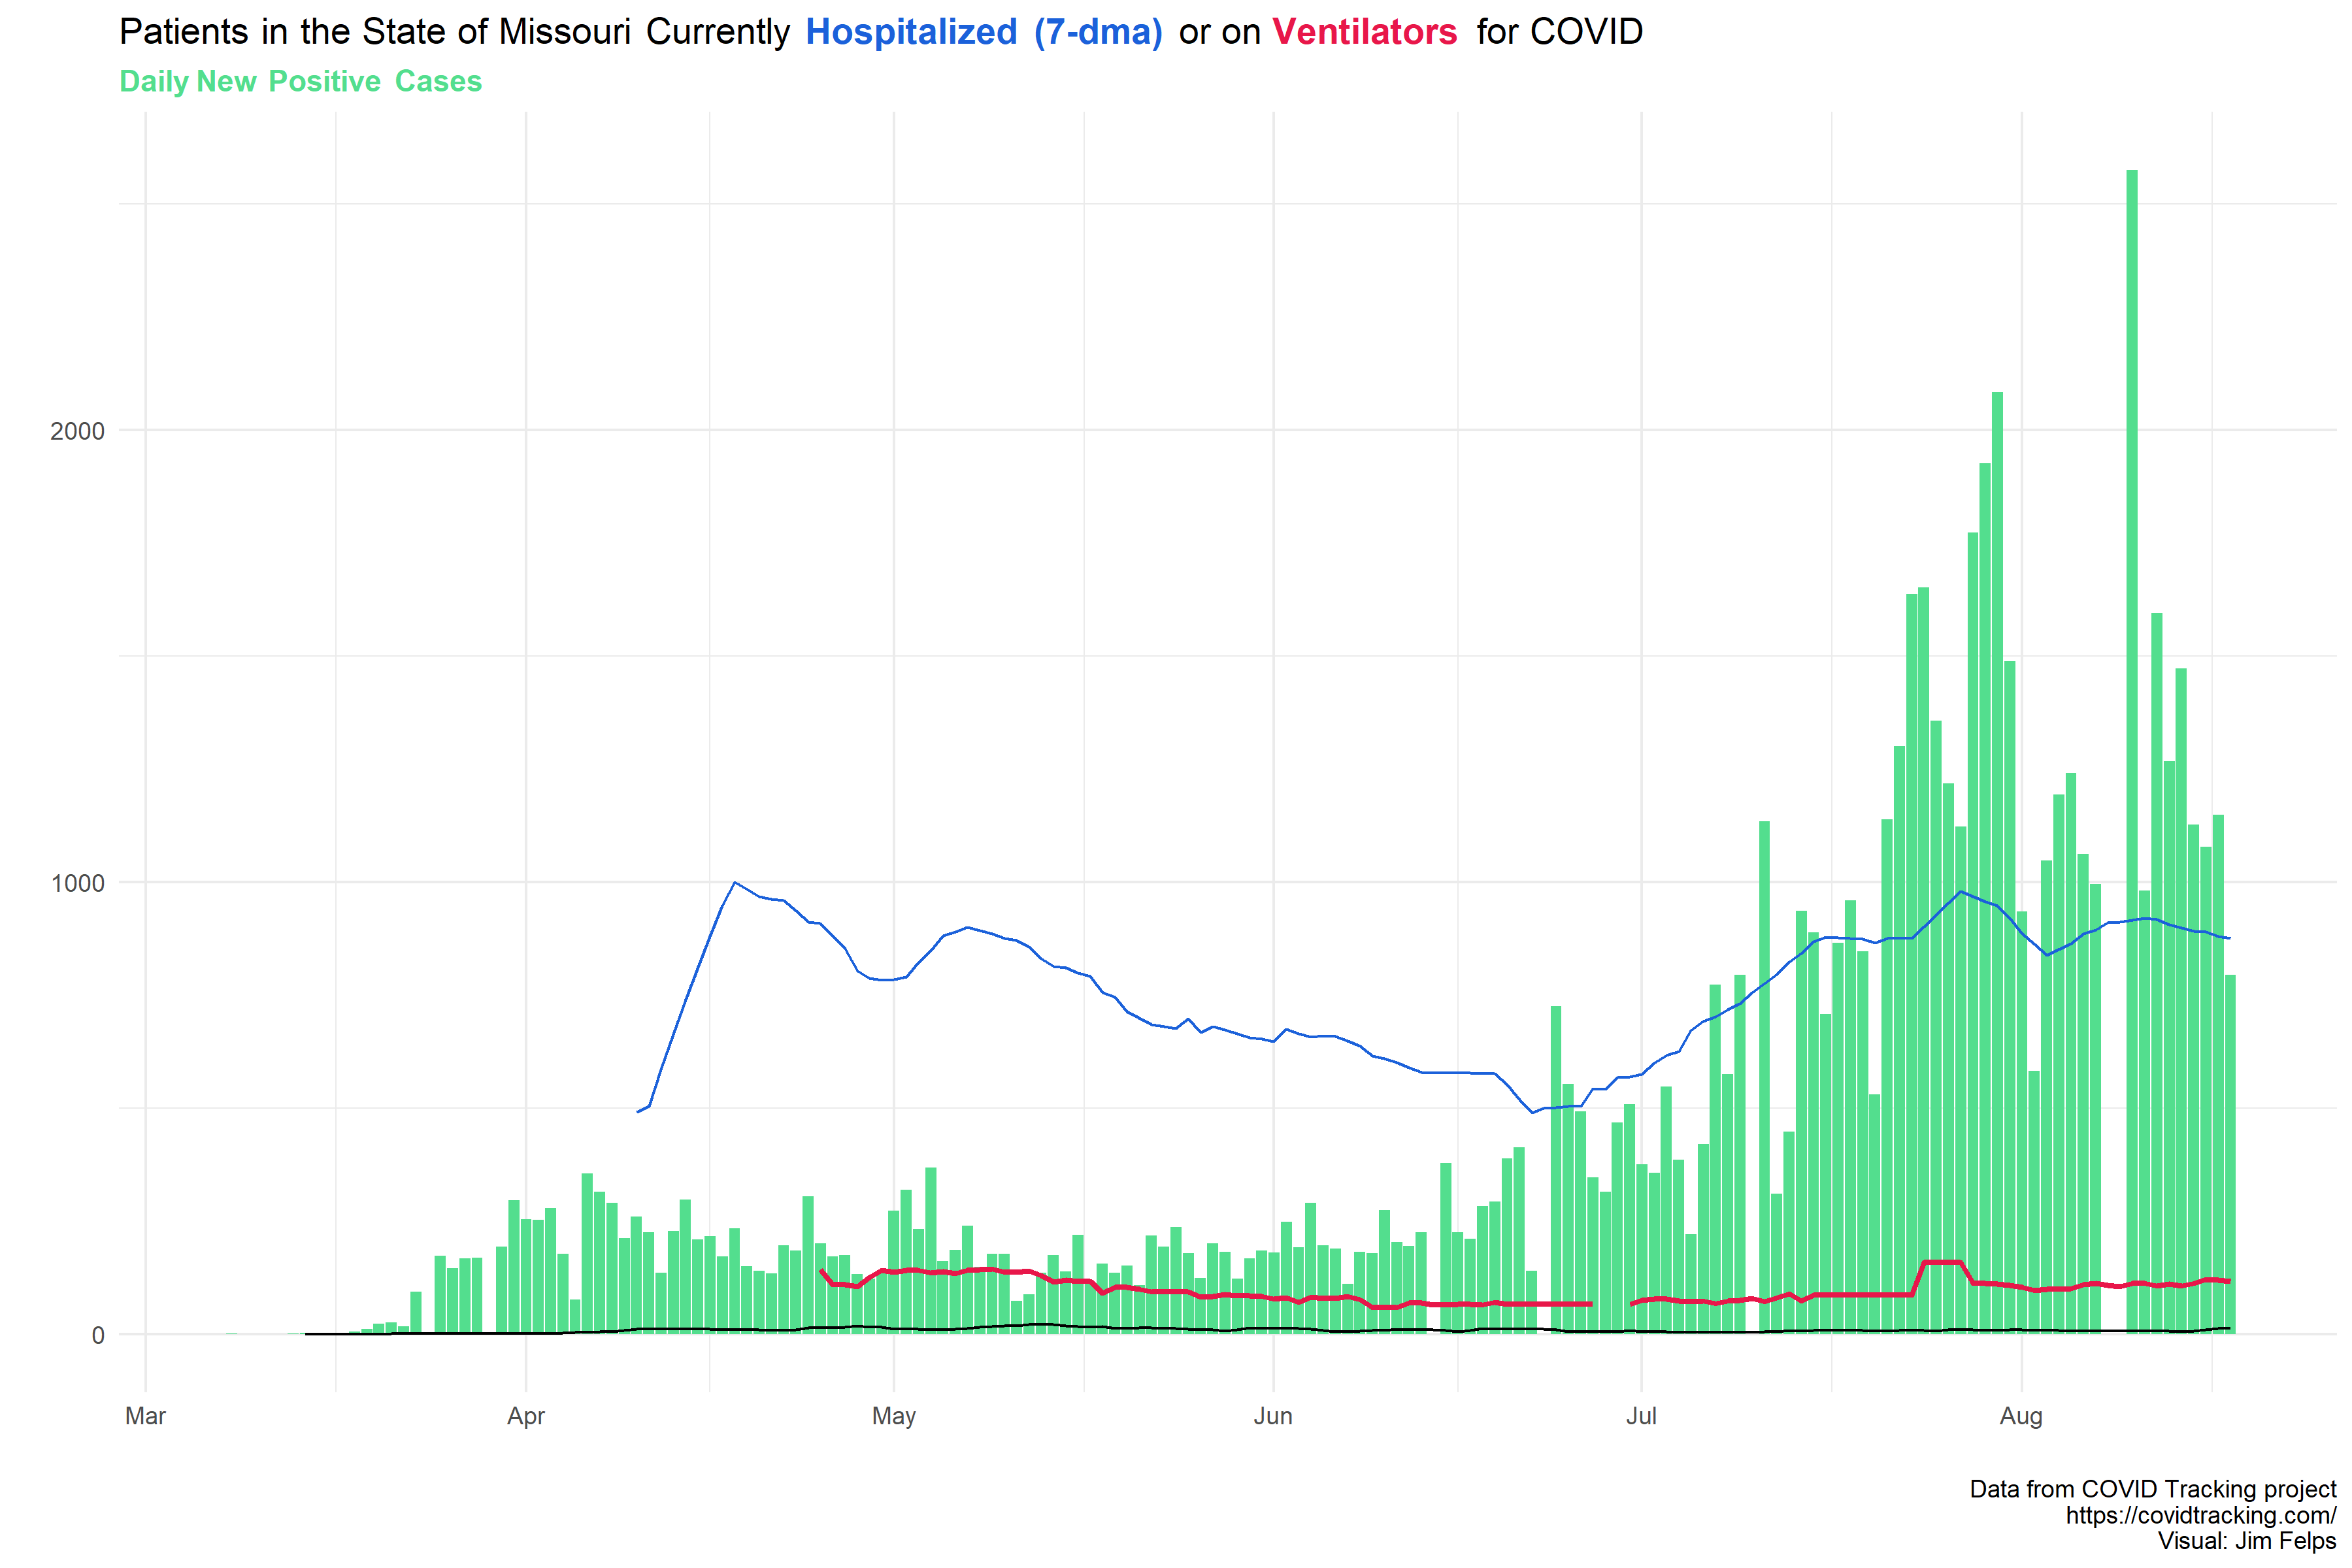 Patients in the State of Missouri Currently Hospitalized (7-dma) or on Ventilators for COVID
Daily New Positive Cases
2000
1000
0
Mar Apr May Jun Jul Aug
Data from COVID Tracking project
https://covidtracking.com/
Visual: Jim Felps